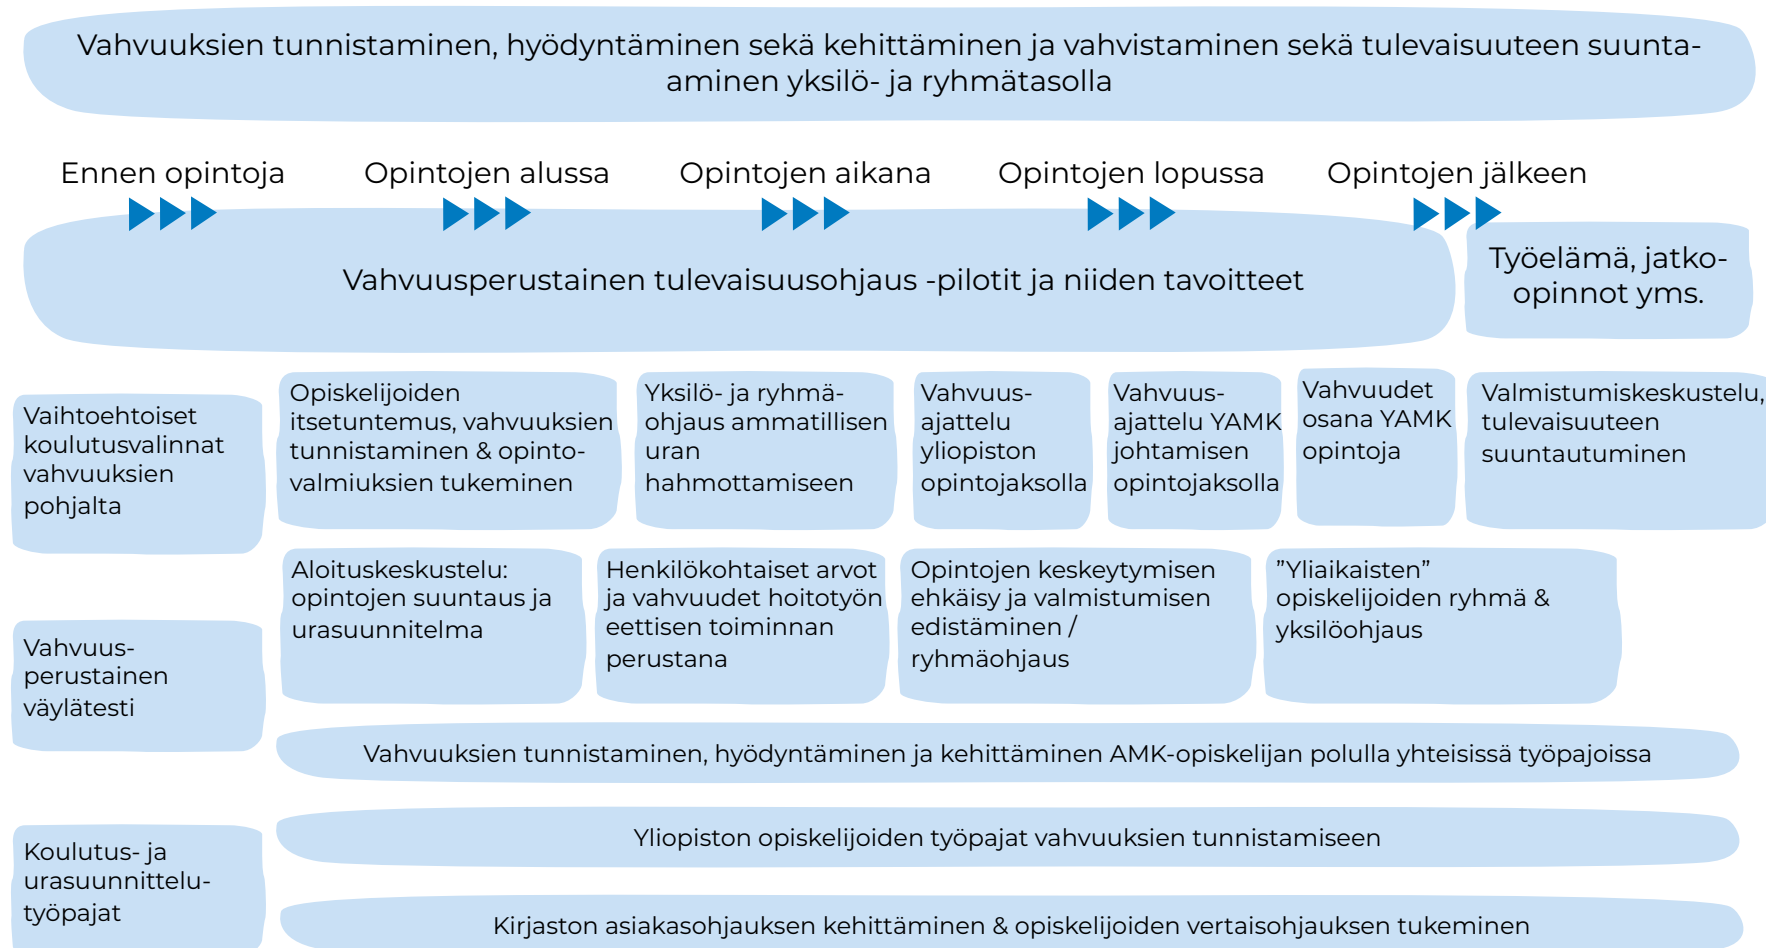 Vahvuuksien tunnistaminen, hyödyntäminen sekä kehittäminen ja vahvistaminen sekä tulevaisuuteen suunta-
aminen yksilö- ja ryhmätasolla
Ennen opintoja
Opintojen alussa
Opintojen aikana
Opintojen lopussa
Opintojen jälkeen
Vahvuusperustainen tulevaisuusohjaus -pilotit ja niiden tavoitteet
Työelämä, jatko-
opinnot yms.
Vaihtoehtoiset
koulutusvalinnat
vahvuuksien
pohjalta
Opiskelijoiden
itsetuntemus, vahvuuksien
tunnistaminen & opinto-
valmiuksien tukeminen
Yksilö- ja ryhmä-
ohjaus ammatillisen
uran
hahmottamiseen
Vahvuus-
ajattelu
yliopiston
opintojaksolla
Vahvuus-
ajattelu YAMK
johtamisen
opintojaksolla
Vahvuudet
osana YAMK
opintoja
Valmistumiskeskustelu,
tulevaisuuteen
suuntautuminen
Vahvuus-
perustainen
väylätesti
Aloituskeskustelu:
opintojen suuntaus ja
urasuunnitelma
Henkilökohtaiset arvot
ja vahvuudet hoitotyön
eettisen toiminnan
perustana
Opintojen keskeytymisen
ehkäisy ja valmistumisen
edistäminen /
ryhmäohjaus
”Yliaikaisten”
opiskelijoiden ryhmä &
yksilöohjaus
Vahvuuksien tunnistaminen, hyödyntäminen ja kehittäminen AMK-opiskelijan polulla yhteisissä työpajoissa
Koulutus- ja
urasuunnittelu-
työpajat
Yliopiston opiskelijoiden työpajat vahvuuksien tunnistamiseen
Kirjaston asiakasohjauksen kehittäminen & opiskelijoiden vertaisohjauksen tukeminen